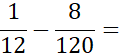 1/12 − 8/120 =